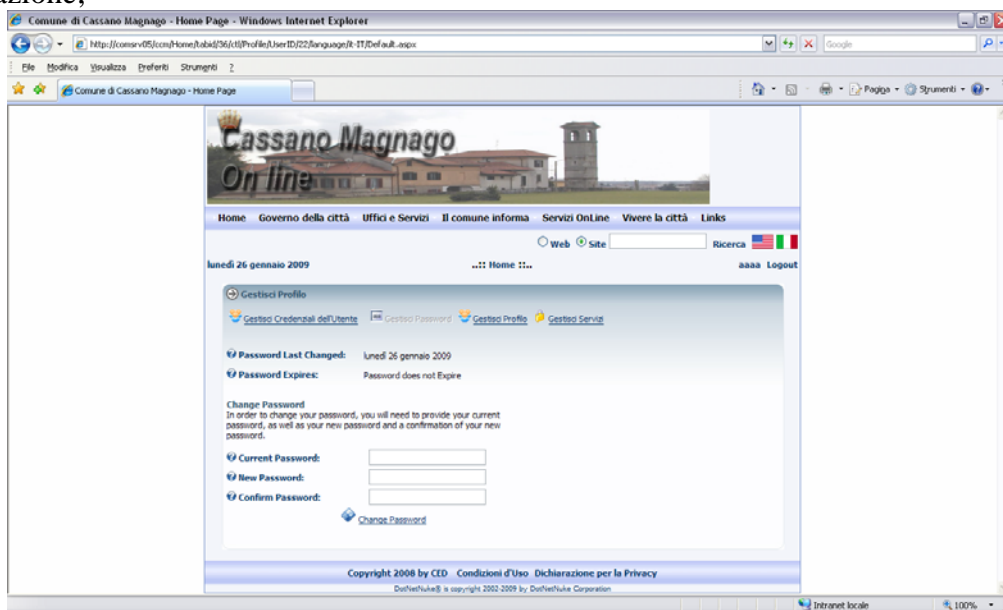 azione,
Comune di Cassano Magnago - Home Page - Windows Internet Explorer
http://comsrv05/ccm/Home/tabid/36/ctl/Profile/UserID/22/language/it-IT/Default.aspx
Google
File Modifica Visualizza Preferiti Strumenti ?
Comune di Cassano Magnago - Home Page
Pagina Strumenti
Cassano Magnago
On line
Home Governo della città Uffici e Servizi Il comune informa Servizi OnLine Vivere la città Links
Web Site Ricerca
lunedì 26 gennaio 2009 ..:: Home ::.. aaaa Logout
Gestisci Profilo
Gestisci Credenziali dell'Utente Gestisci Password Gestisci Profilo Gestisci Servizi
Password Last Changed: lunedì 26 gennaio 2009
Password Expires: Password does not Expire
Change Password
In order to change your password, you will need to provide your current
password, as well as your new password and a confirmation of your new
password.
Current Password:
New Password:
Confirm Password:
Change Password
Copyright 2008 by CED Condizioni d'Uso Dichiarazione per la Privacy
DotNetNuke® is copyright 2002-2009 by DotNetNuke Corporation
Intranet locale 100%